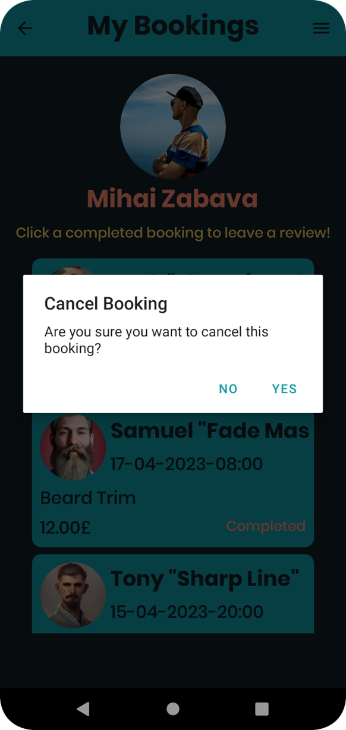 My Bookings
Mihai Zabava
Click a completed booking to leave a review!
Cancel Booking
Are you sure you want to cancel this
booking?
NO YES
Samuel "Fade Mas
17-04-2023-08:00
Beard Trim
12.00£ Completed
Tony "Sharp Line"
15-04-2023-20:00